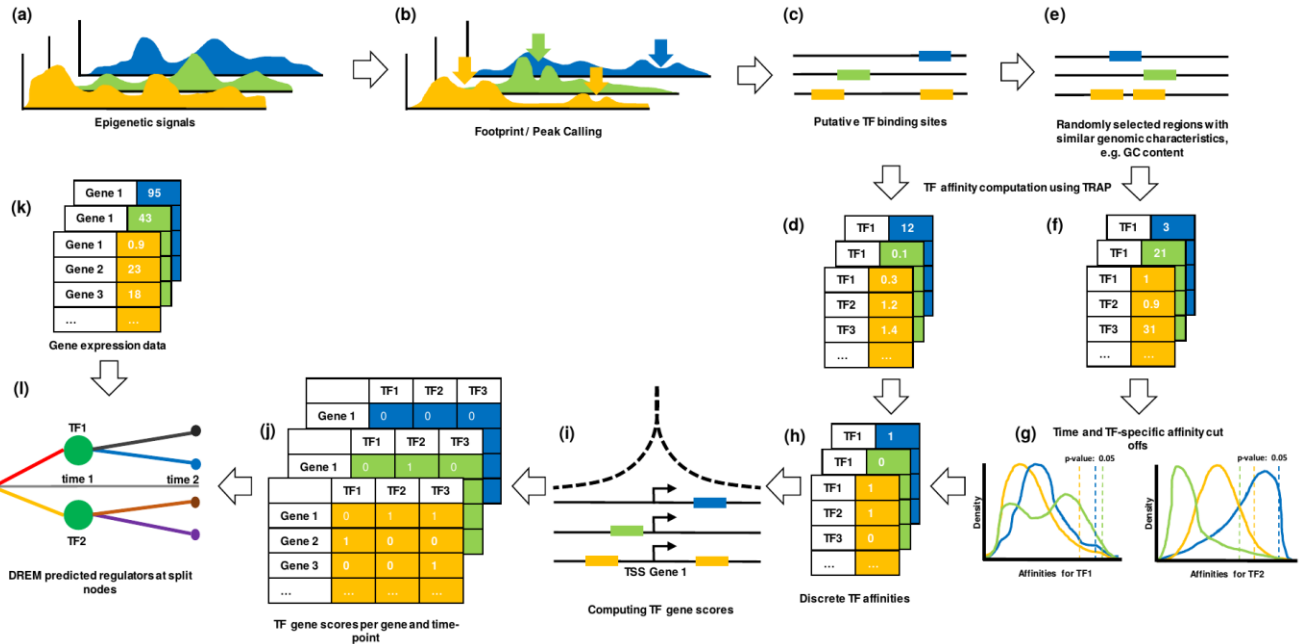 (a)
Epigenetic signals
(b)
Footprint / Peak Calling
(c)
Putative TF binding sites
(e)
Randomly selected regions with
similar genomic characteristics,
e.g. GC content
TF affinity computation using TRAP
(k)
Gene 1 95
Gene 1 43
Gene 1 0.9
Gene 2 23
Gene 3 18
... ...
Gene expression data
(d)
TF1 12
TF1 0.1
TF1 0.3
TF2 1.2
TF3 1.4
... ...
(f)
TF1 3
TF1 21
TF1 1
TF2 0.9
TF3 31
... ...
(l)
TF1
time 1 time 2
TF2
DREM predicted regulators at split
nodes
(j)
TF1 TF2 TF3
Gene 1 0 0 0
TF1 TF2 TF3
Gene 1 0 1 0
TF1 TF2 TF3
Gene 1 0 1 1
Gene 2 1 0 0
Gene 3 0 0 1
... ... ... ...
TF gene scores per gene and time-
point
(i)
TSS Gene 1
Computing TF gene scores
(h)
TF1 1
TF1 0
TF1 1
TF2 1
TF3 0
... ...
Discrete TF affinities
(g)
Time and TF-specific affinity cut
offs
p-value: 0.05
Density
Affinities for TF1
p-value: 0.05
Density
Affinities for TF2